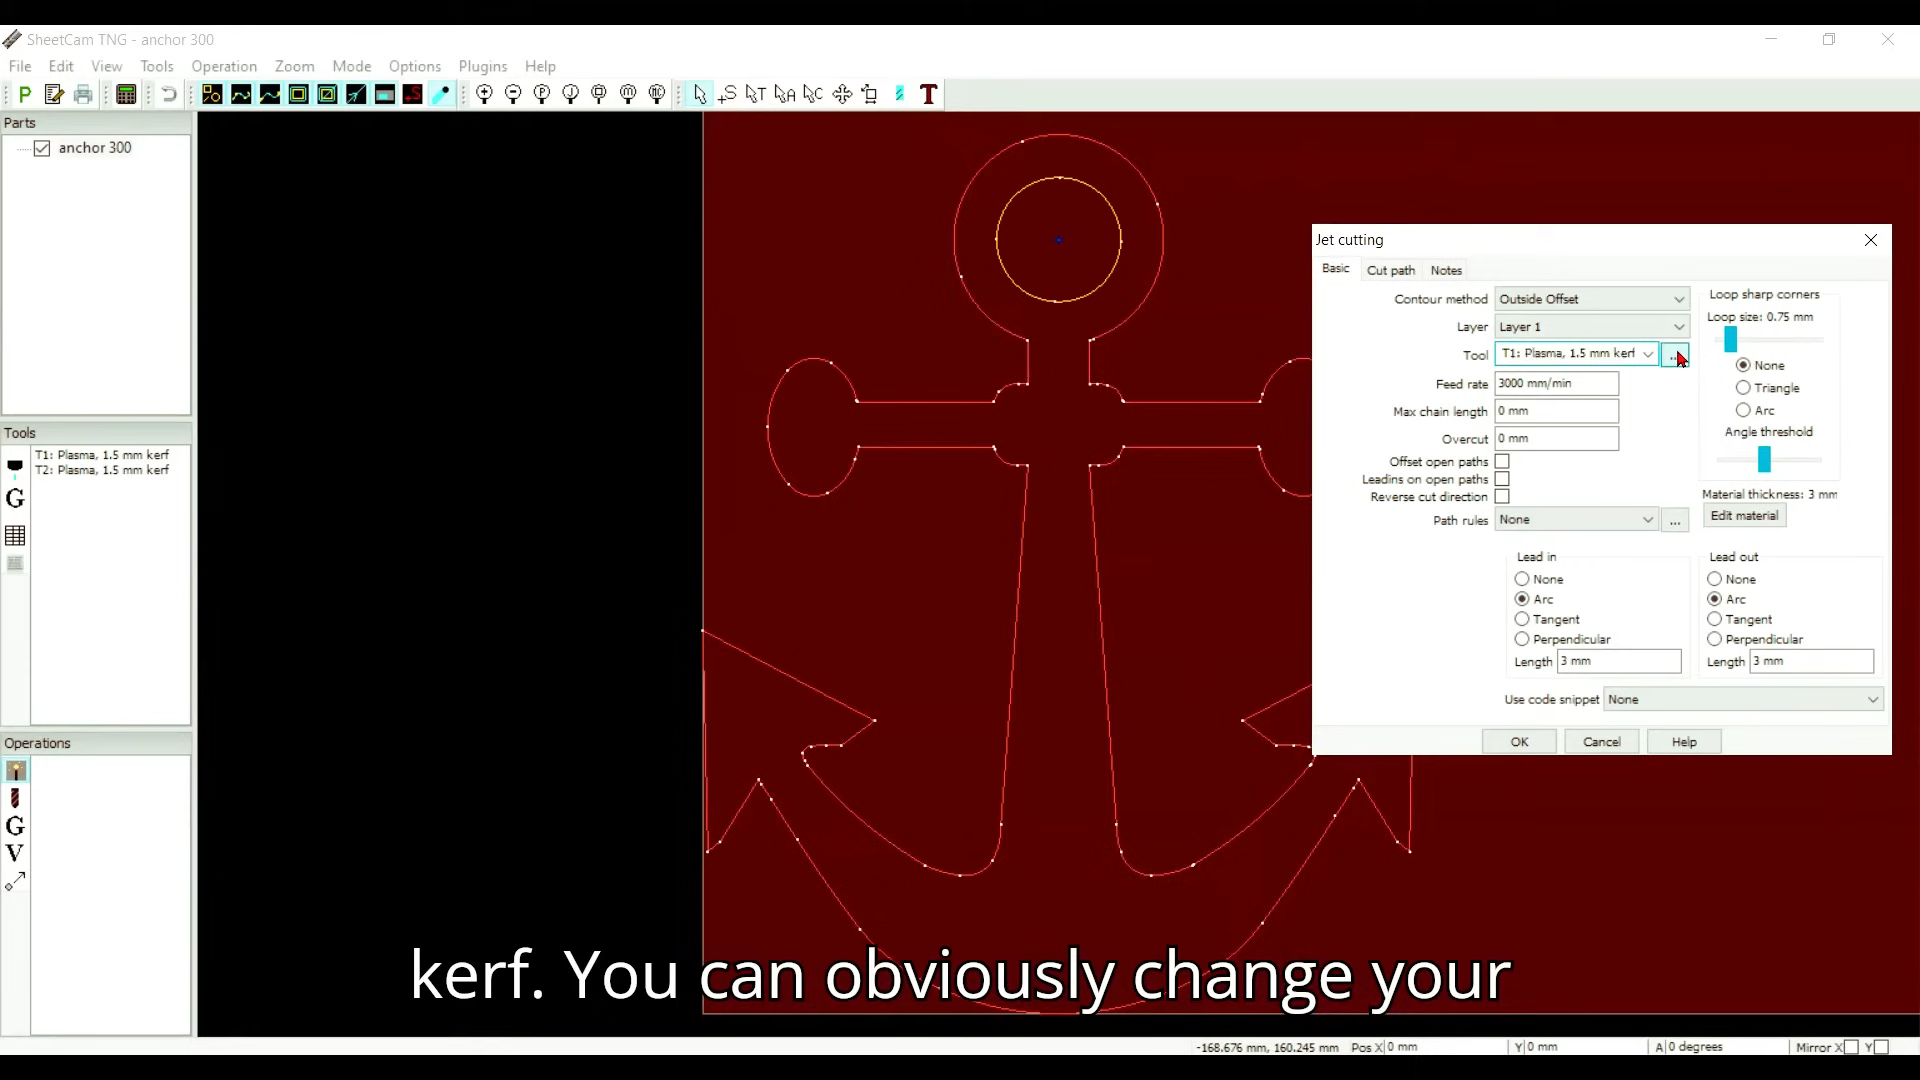 SheetCam TNG - anchor 300
File Edit View Tools Operation Zoom Mode Options Plugins Help
Parts
anchor 300
Tools
T1: Plasma, 1.5 mm kerf
T2: Plasma, 1.5 mm kerf
Operations
Jet cutting
Basic Cut path Notes
Contour method Outside Offset
Layer Layer 1
Tool T1: Plasma, 1.5 mm kerf ...
Feed rate 3000 mm/min
Max chain length 0 mm
Overcut 0 mm
Offset open paths
Leadins on open paths
Reverse cut direction
Path rules None ...
Loop sharp corners
Loop size: 0.75 mm
None
Triangle
Arc
Angle threshold
Material thickness: 3 mm
Edit material
Lead in
None
Arc
Tangent
Perpendicular
Length 3 mm
Lead out
None
Arc
Tangent
Perpendicular
Length 3 mm
Use code snippet None
OK Cancel Help
kerf. You can obviously change your
-168.676 mm, 160.245 mm Pos X 0 mm Y 0 mm A 0 degrees Mirror X Y